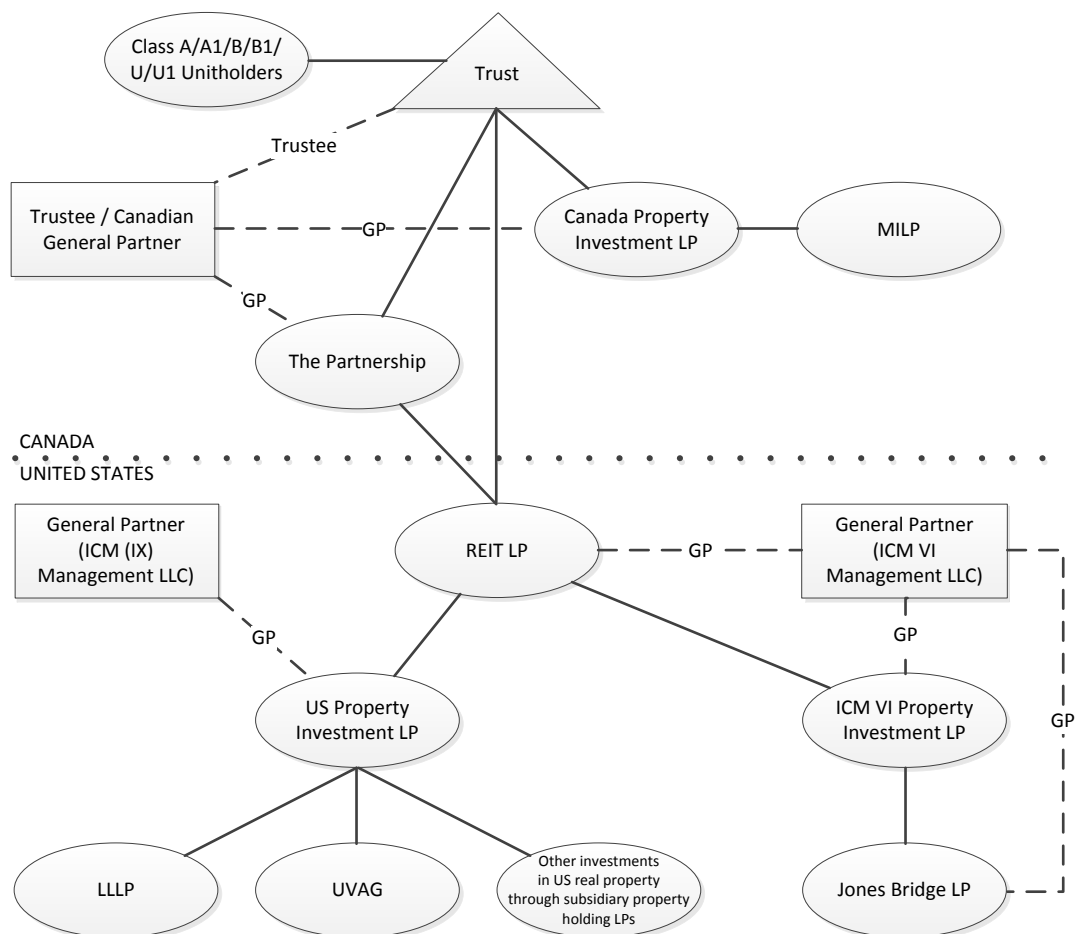 Class A/A1/B/B1/
U/U1 Unitholders
Trust
Trustee
Trustee / Canadian
General Partner
GP
Canada Property
Investment LP
MILP
GP
The Partnership
CANADA
UNITED STATES
General Partner
(ICM (IX)
Management LLC)
REIT LP
GP
General Partner
(ICM VI
Management LLC)
GP
GP
US Property
Investment LP
ICM VI Property
Investment LP
GP
LLLP
UVAG
Other investments
in US real property
through subsidiary property
holding LPs
Jones Bridge LP